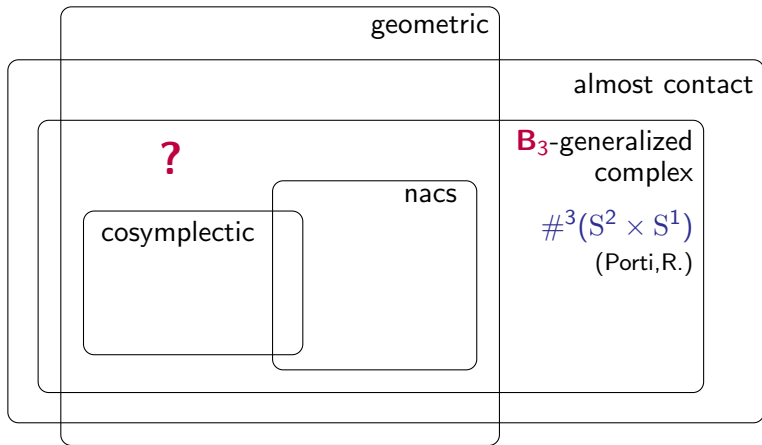 geometric
almost contact
?
B₃-generalized
complex
nacs
cosymplectic
#³(S² × S¹)
(Porti,R.)